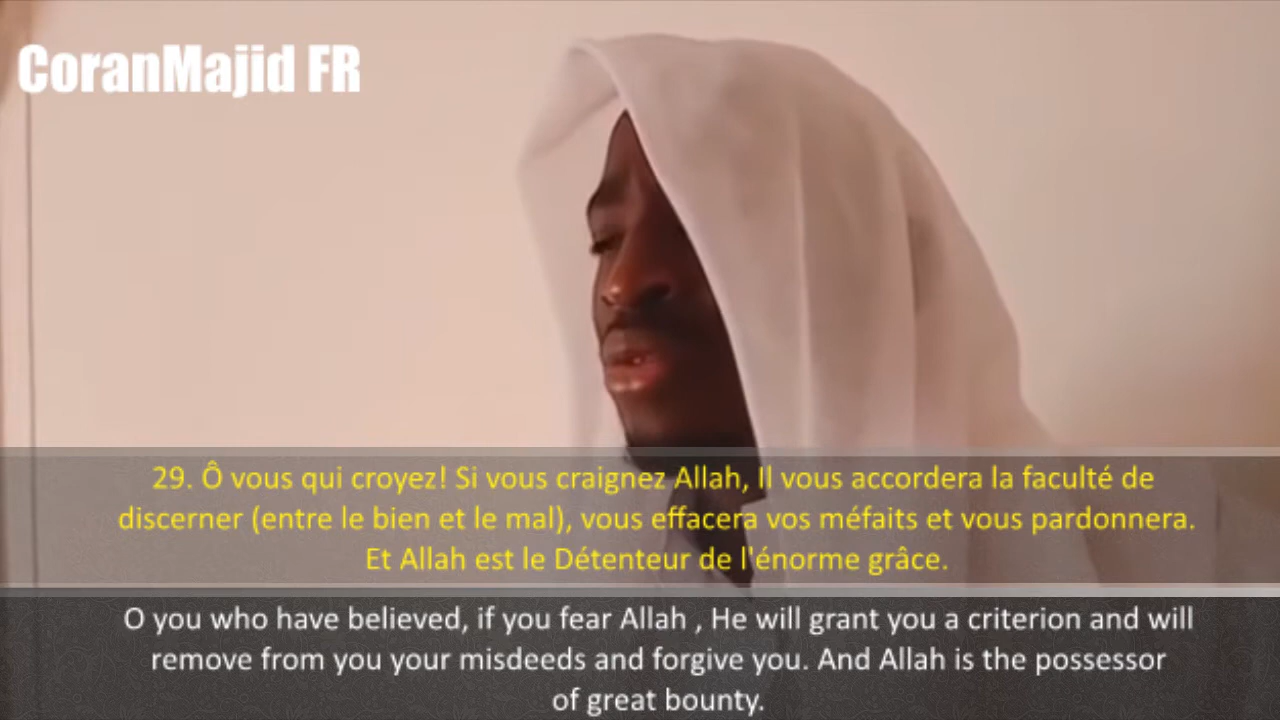 CoranMajid FR
29. Ô vous qui croyez! Si vous craignez Allah, Il vous accordera la faculté de
discerner (entre le bien et le mal), vous effacera vos méfaits et vous pardonnera.
Et Allah est le Détenteur de l'énorme grâce.
O you who have believed, if you fear Allah , He will grant you a criterion and will
remove from you your misdeeds and forgive you. And Allah is the possessor
of great bounty.